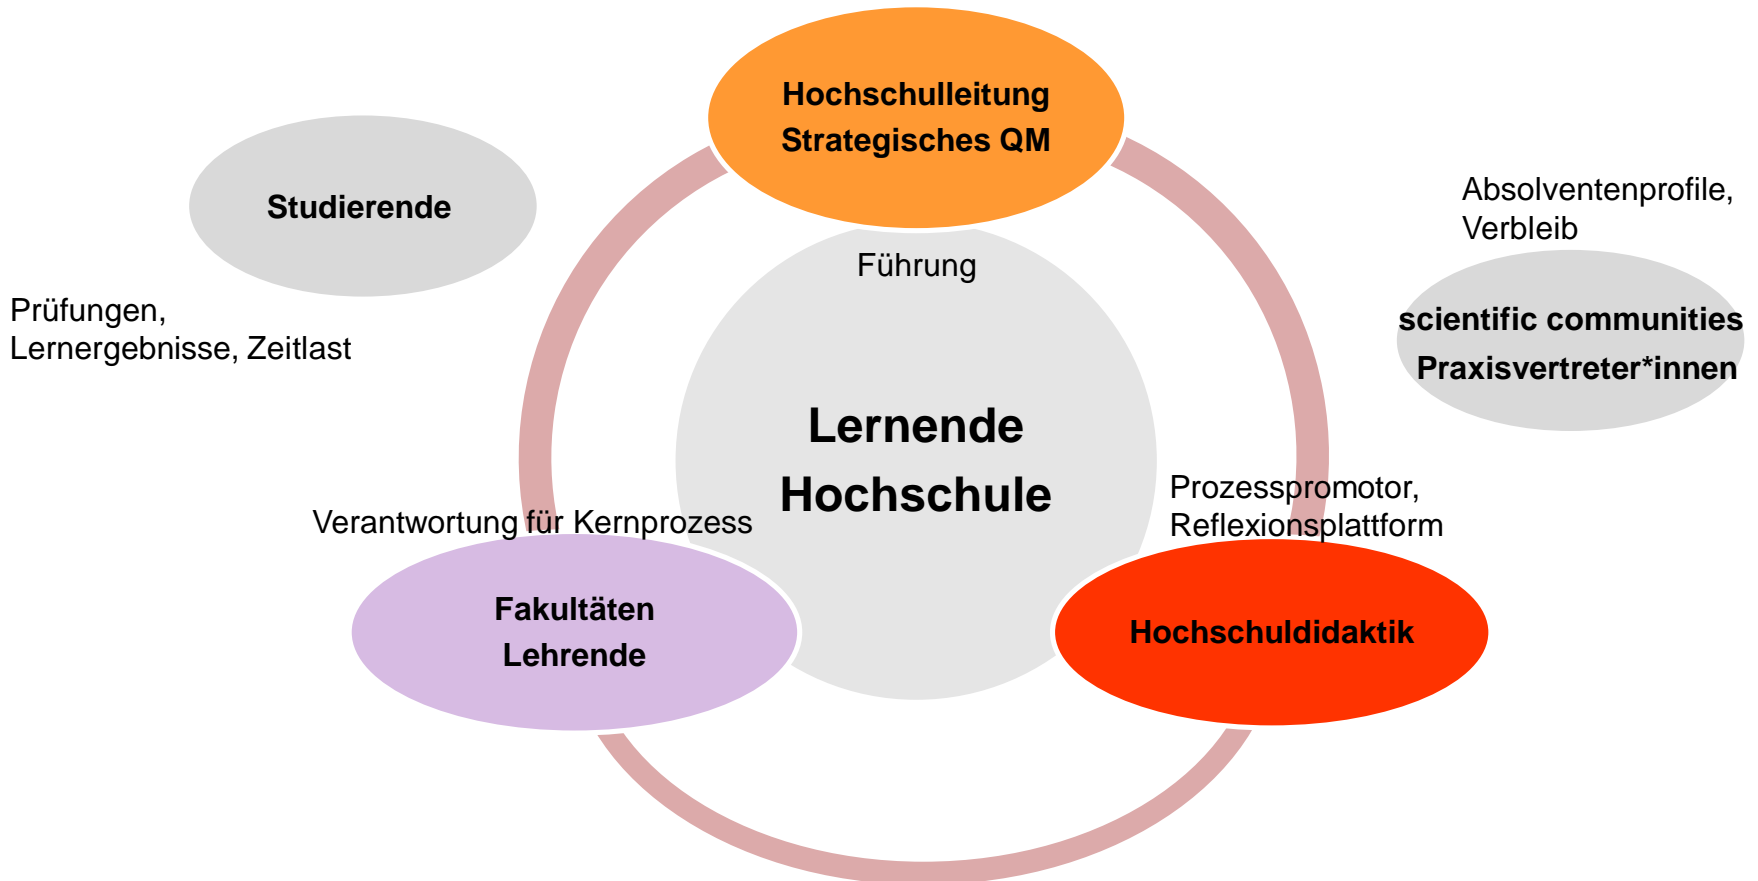 Hochschulleitung
Strategisches QM
Studierende
Absolventenprofile,
Verbleib
Führung
Prüfungen,
Lernergebnisse, Zeitlast
scientific communities
Praxisvertreter*innen
Lernende
Hochschule
Verantwortung für Kernprozess
Prozesspromotor,
Reflexionsplattform
Fakultäten
Lehrende
Hochschuldidaktik